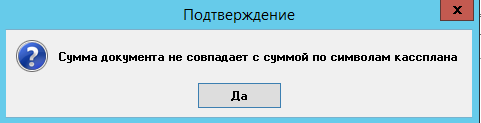 Подтверждение
Сумма документа не совпадает с суммой по символам кассплана
Да